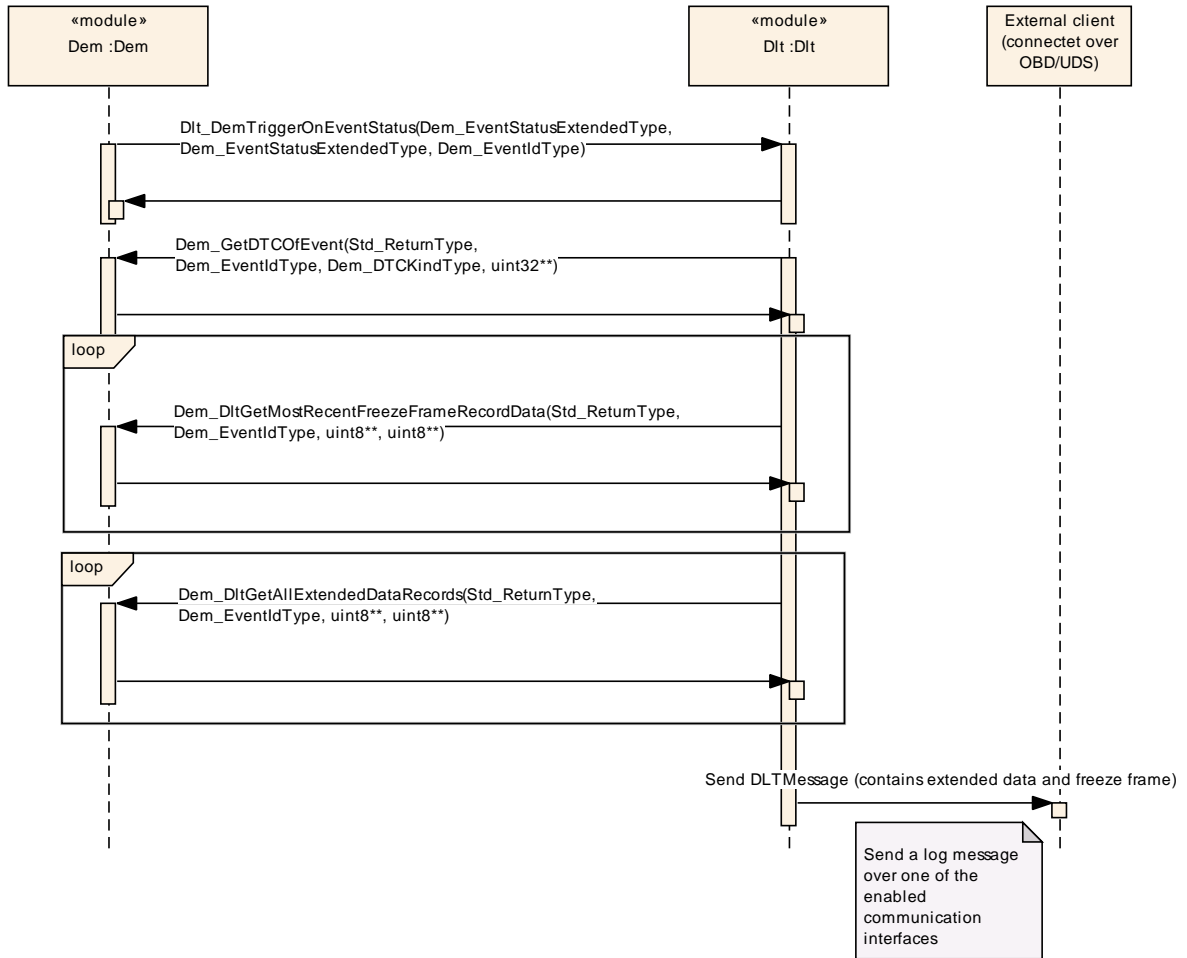 «module»
Dem :Dem
«module»
Dlt :Dlt
External client
(connectet over
OBD/UDS)
Dlt_DemTriggerOnEventStatus(Dem_EventStatusExtendedType,
Dem_EventStatusExtendedType, Dem_EventIdType)
Dem_GetDTCOfEvent(Std_ReturnType,
Dem_EventIdType, Dem_DTCKindType, uint32**)
loop
Dem_DltGetMostRecentFreezeFrameRecordData(Std_ReturnType,
Dem_EventIdType, uint8**, uint8**)
loop
Dem_DltGetAllExtendedDataRecords(Std_ReturnType,
Dem_EventIdType, uint8**, uint8**)
Send DLTMessage (contains extended data and freeze frame)
Send a log message
over one of the
enabled
communication
interfaces